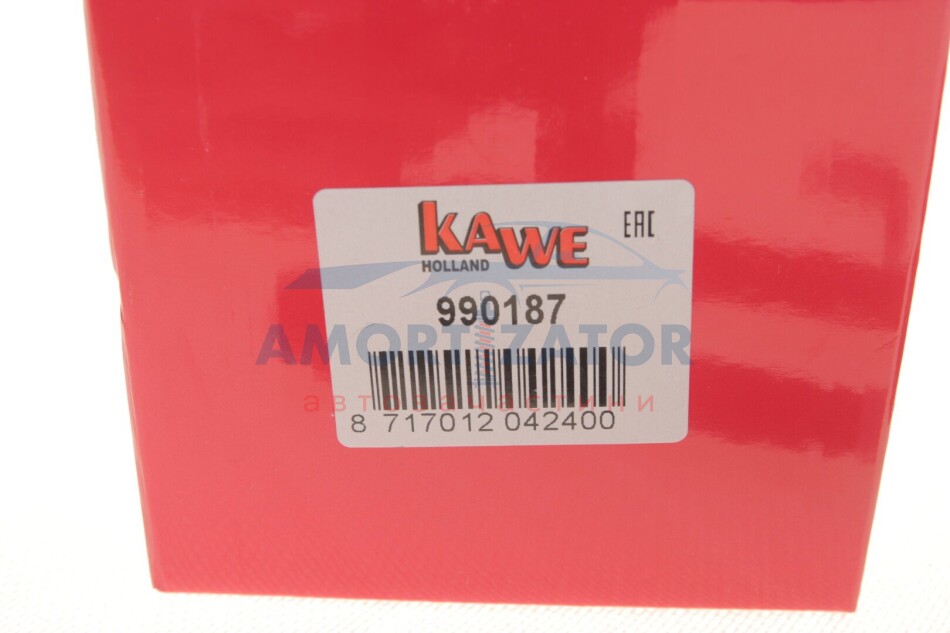 KAWE
HOLLAND
EAC
990187
AMORTIZATOR
автозапчастини
8 717012 042400